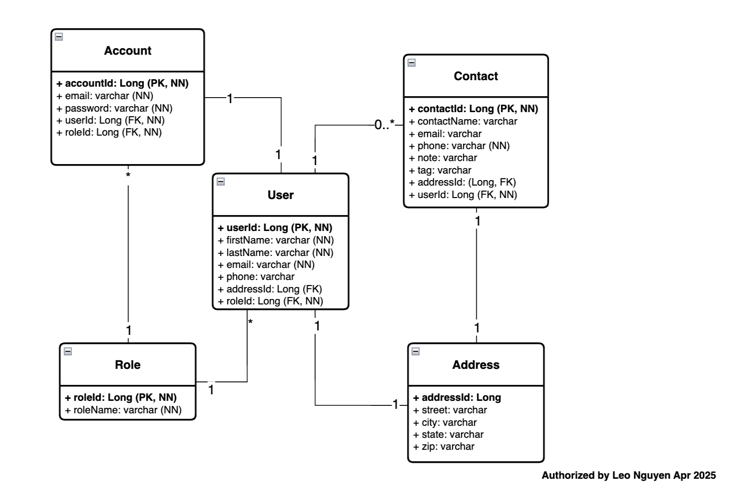 Account
+ accountId: Long (PK, NN)
+ email: varchar (NN)
+ password: varchar (NN)
+ userId: Long (FK, NN)
+ roleId: Long (FK, NN)
1
1
*
1
Contact
+ contactId: Long (PK, NN)
+ contactName: varchar
+ email: varchar
+ phone: varchar (NN)
+ note: varchar
+ tag: varchar
+ addressId: (Long, FK)
+ userId: Long (FK, NN)
0..*
1
1
1
User
+ userId: Long (PK, NN)
+ firstName: varchar (NN)
+ lastName: varchar (NN)
+ email: varchar (NN)
+ phone: varchar
+ addressId: Long (FK)
+ roleId: Long (FK, NN)
*
1
1
1
Role
+ roleId: Long (PK, NN)
+ roleName: varchar (NN)
Address
+ addressId: Long
+ street: varchar
+ city: varchar
+ state: varchar
+ zip: varchar
Authorized by Leo Nguyen Apr 2025